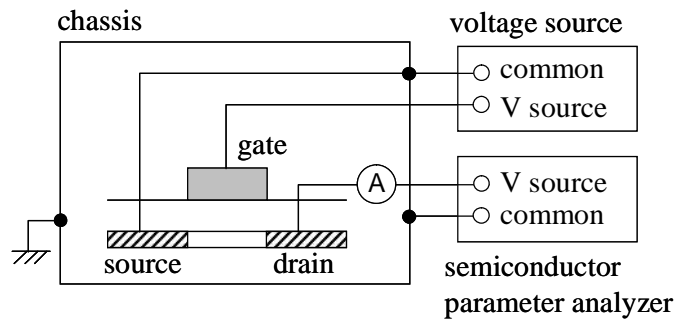 chassis
voltage source
common
V source
gate
A
V source
common
source
drain
semiconductor
parameter analyzer